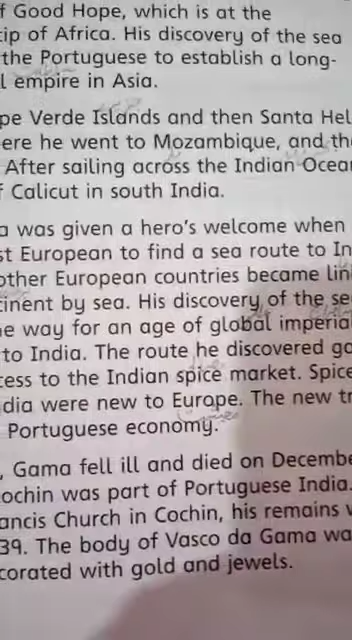 f Good Hope, which is at the
tip of Africa. His discovery of the sea
the Portuguese to establish a long-
l empire in Asia.
pe Verde Islands and then Santa Hel
ere he went to Mozambique, and th
After sailing across the Indian Ocea
f Calicut in south India.
a was given a hero's welcome when
st European to find a sea route to In
other European countries became lin
tinent by sea. His discovery of the se
he way for an age of global imperia
to India. The route he discovered ga
cess to the Indian spice market. Spice
dia were new to Europe. The new tr
Portuguese economy.
, Gama fell ill and died on Decembe
ochin was part of Portuguese India.
ancis Church in Cochin, his remains
39. The body of Vasco da Gama wa
corated with gold and jewels.